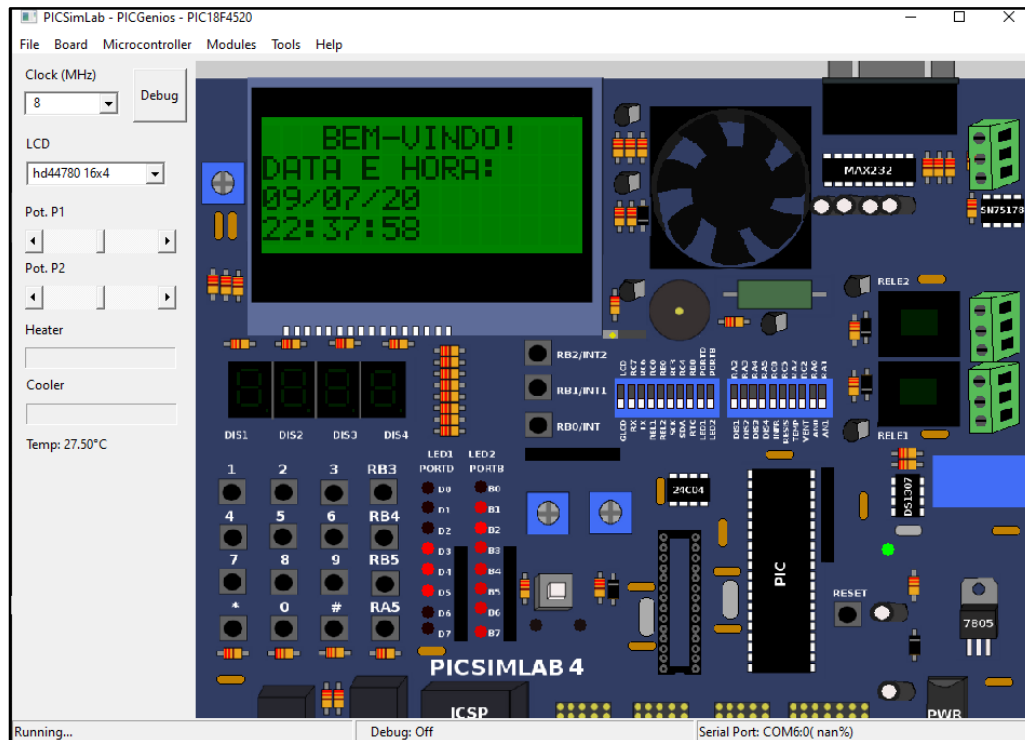 PICSimLab - PICGenios - PIC18F4520
File Board Microcontroller Modules Tools Help
Clock (MHz)
8
Debug
LCD
hd44780 16x4
Pot. P1
Pot. P2
Heater
Cooler
Temp: 27.50°C
BEM-VINDO!
DATA E HORA:
09/07/20
22:37:58
MAX232
SN75178
RELE2
RELE1
RB2/INT2
RB1/INT1
RB0/INT
DIS1 DIS2 DIS3 DIS4
LED1 LED2
PORTD PORTB
D0 B0
D1 B1
D2 B2
D3 B3
D4 B4
D5 B5
D6 B6
D7 B7
1 2 3 RB3
4 5 6 RB4
7 8 9 RB5
* 0 # RA5
24C04
DS1307
PIC
RESET
7805
PICSIMLAB 4
ICSP
PWR
Running...
Debug: Off
Serial Port: COM6:0( nan%)